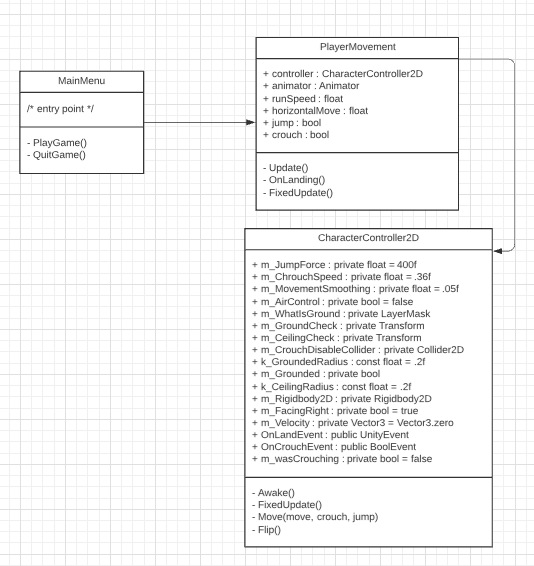 MainMenu
/* entry point */
- PlayGame()
- QuitGame()
PlayerMovement
+ controller : CharacterController2D
+ animator : Animator
+ runSpeed : float
+ horizontalMove : float
+ jump : bool
+ crouch : bool
- Update()
- OnLanding()
- FixedUpdate()
CharacterController2D
+ m_JumpForce : private float = 400f
+ m_ChrouchSpeed : private float = .36f
+ m_MovementSmoothing : private float = .05f
+ m_AirControl : private bool = false
+ m_WhatIsGround : private LayerMask
+ m_GroundCheck : private Transform
+ m_CeilingCheck : private Transform
+ m_CrouchDisableCollider : private Collider2D
+ k_GroundedRadius : const float = .2f
+ m_Grounded : private bool
+ k_CeilingRadius : const float = .2f
+ m_Rigidbody2D : private Rigidbody2D
+ m_FacingRight : private bool = true
+ m_Velocity : private Vector3 = Vector3.zero
+ OnLandEvent : public UnityEvent
+ OnCrouchEvent : public BoolEvent
+ m_wasCrouching : private bool = false
- Awake()
- FixedUpdate()
- Move(move, crouch, jump)
- Flip()